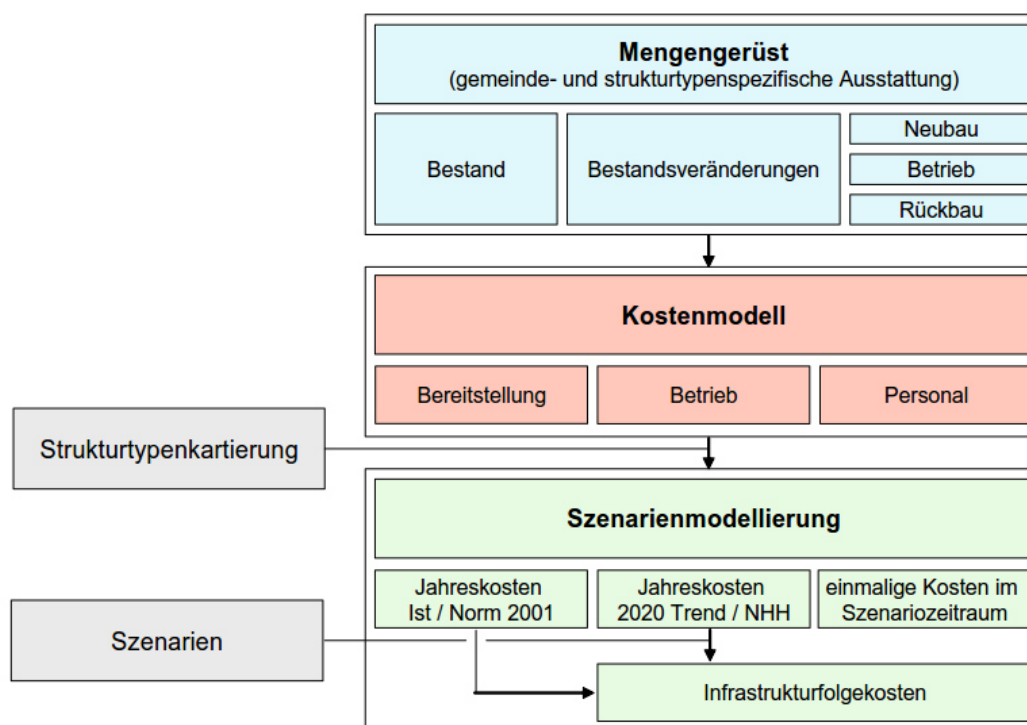 Mengengerüst
(gemeinde- und strukturtypenspezifische Ausstattung)
Bestand
Bestandsveränderungen
Neubau
Betrieb
Rückbau
Kostenmodell
Bereitstellung
Betrieb
Personal
Strukturtypenkartierung
Szenarienmodellierung
Jahreskosten
Ist / Norm 2001
Jahreskosten
2020 Trend / NHH
einmalige Kosten im
Szenariozeitraum
Szenarien
Infrastrukturfolgekosten